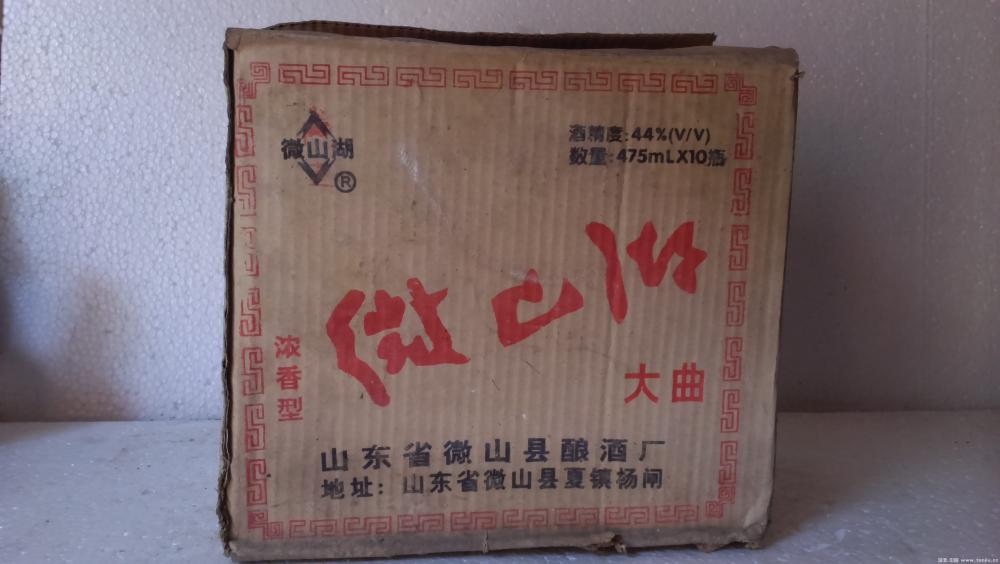 微山湖
®
酒精度:44%(V/V)
数量:475mLX10瓶
微山湖
浓香型
大曲
山东省微山县酿酒厂
地址:山东省微山县夏镇杨闸